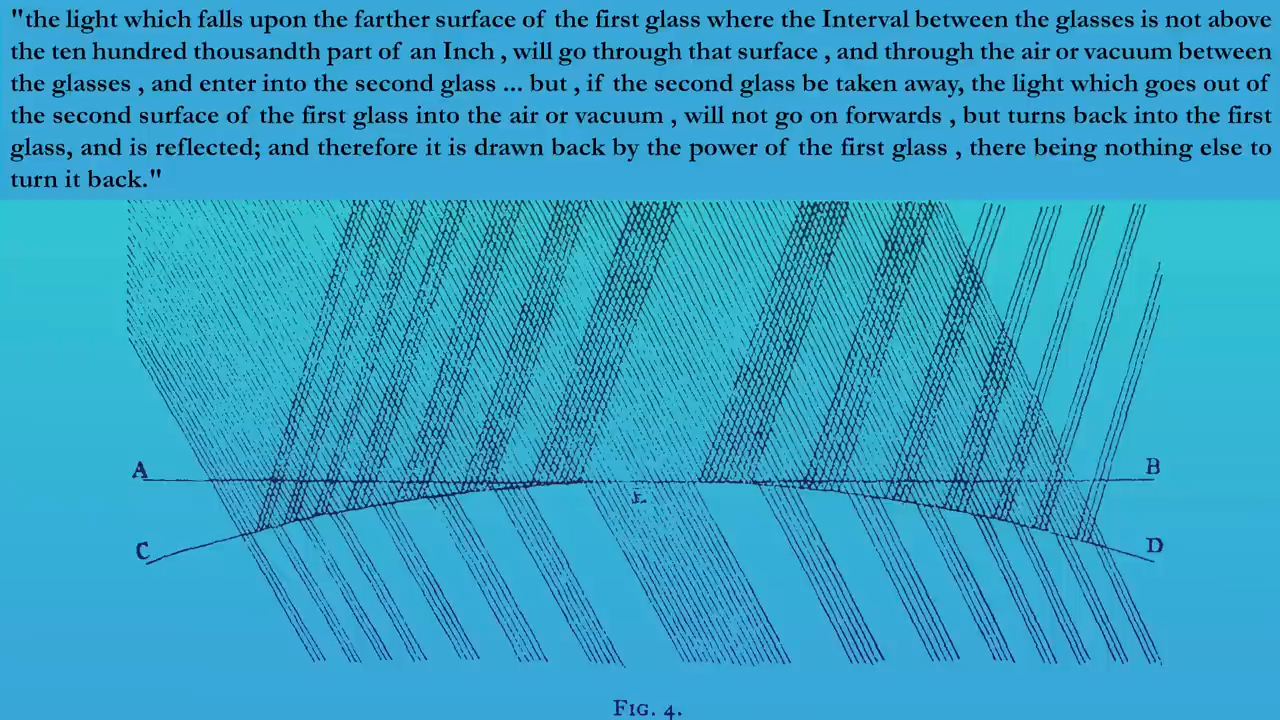 "the light which falls upon the farther surface of the first glass where the Interval between the glasses is not above
the ten hundred thousandth part of an Inch , will go through that surface , and through the air or vacuum between
the glasses , and enter into the second glass ... but , if the second glass be taken away, the light which goes out of
the second surface of the first glass into the air or vacuum , will not go on forwards , but turns back into the first
glass, and is reflected; and therefore it is drawn back by the power of the first glass , there being nothing else to
turn it back."
A
B
E
C
D
FIG. 4.